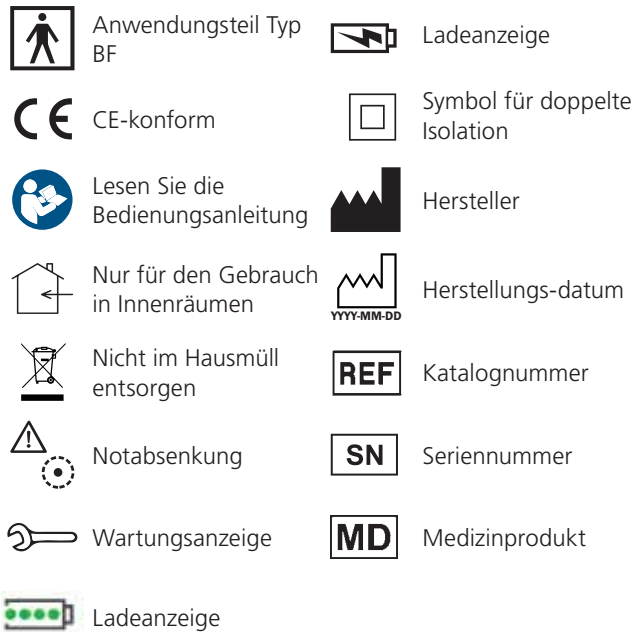 Anwendungsteil Typ
BF
CE-konform
Lesen Sie die
Bedienungsanleitung
Nur für den Gebrauch
in Innenräumen
Nicht im Hausmüll
entsorgen
Notabsenkung
Wartungsanzeige
Ladeanzeige
Ladeanzeige
Symbol für doppelte
Isolation
Hersteller
YYYY-MM-DD
Herstellungs-datum
REF
Katalognummer
SN
Seriennummer
MD
Medizinprodukt